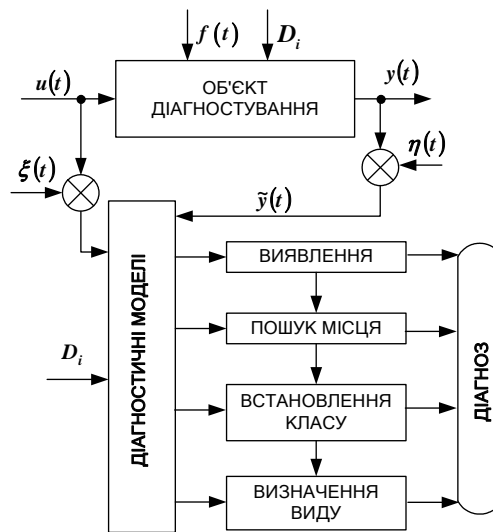 f(t)
D_i
u(t)
ОБ'ЄКТ
ДІАГНОСТУВАННЯ
y(t)
ξ(t)
η(t)
ỹ(t)
ДІАГНОСТИЧНІ МОДЕЛІ
D_i
ВИЯВЛЕННЯ
ПОШУК МІСЦЯ
ВСТАНОВЛЕННЯ
КЛАСУ
ВИЗНАЧЕННЯ
ВИДУ
ДІАГНОЗ